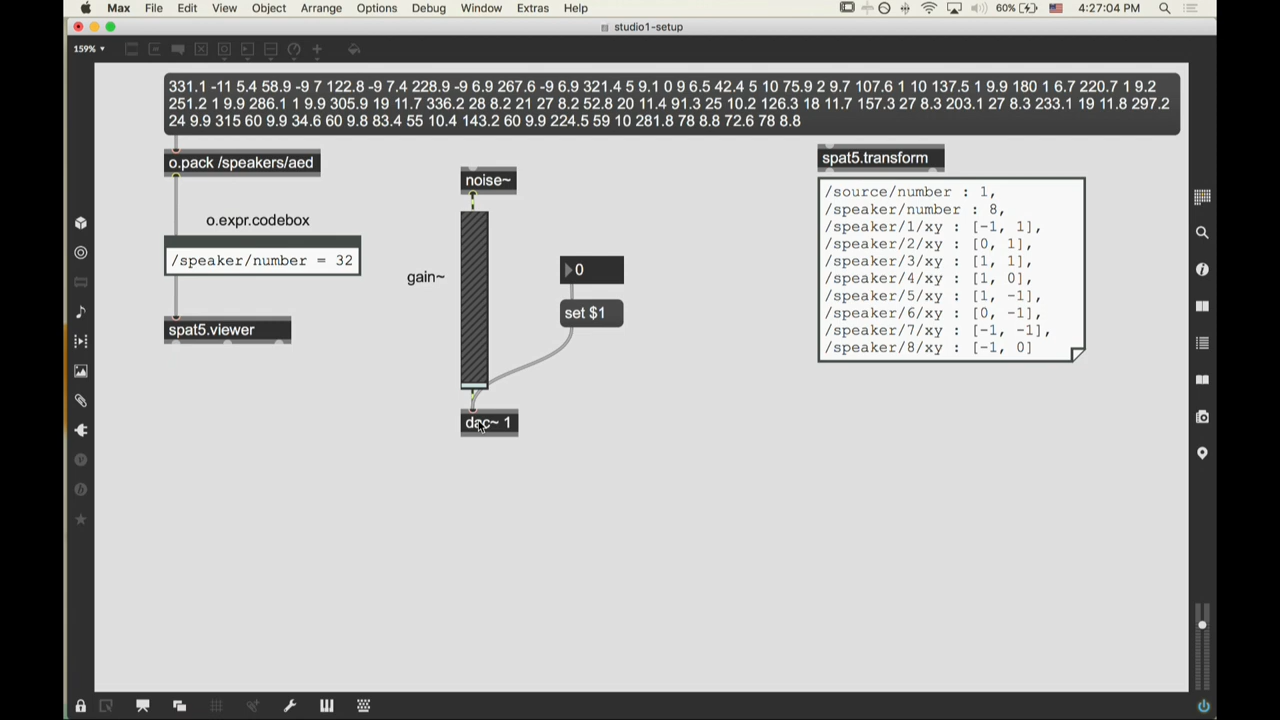 Max File Edit View Object Arrange Options Debug Window Extras Help 60% 4:27:04 PM
studio1-setup
159%
331.1 -11 5.4 58.9 -9 7 122.8 -9 7.4 228.9 -9 6.9 267.6 -9 6.9 321.4 5 9.1 0 9 6.5 42.4 5 10 75.9 2 9.7 107.6 1 10 137.5 1 9.9 180 1 6.7 220.7 1 9.2
251.2 1 9.9 286.1 1 9.9 305.9 19 11.7 336.2 28 8.2 21 27 8.2 52.8 20 11.4 91.3 25 10.2 126.3 18 11.7 157.3 27 8.3 203.1 27 8.3 233.1 19 11.8 297.2
24 9.9 315 60 9.9 34.6 60 9.8 83.4 55 10.4 143.2 60 9.9 224.5 59 10 281.8 78 8.8 72.6 78 8.8
o.pack /speakers/aed
o.expr.codebox
/speaker/number = 32
spat5.viewer
noise~
gain~
0
set $1
dac~ 1
spat5.transform
/source/number : 1,
/speaker/number : 8,
/speaker/1/xy : [-1, 1],
/speaker/2/xy : [0, 1],
/speaker/3/xy : [1, 1],
/speaker/4/xy : [1, 0],
/speaker/5/xy : [1, -1],
/speaker/6/xy : [0, -1],
/speaker/7/xy : [-1, -1],
/speaker/8/xy : [-1, 0]